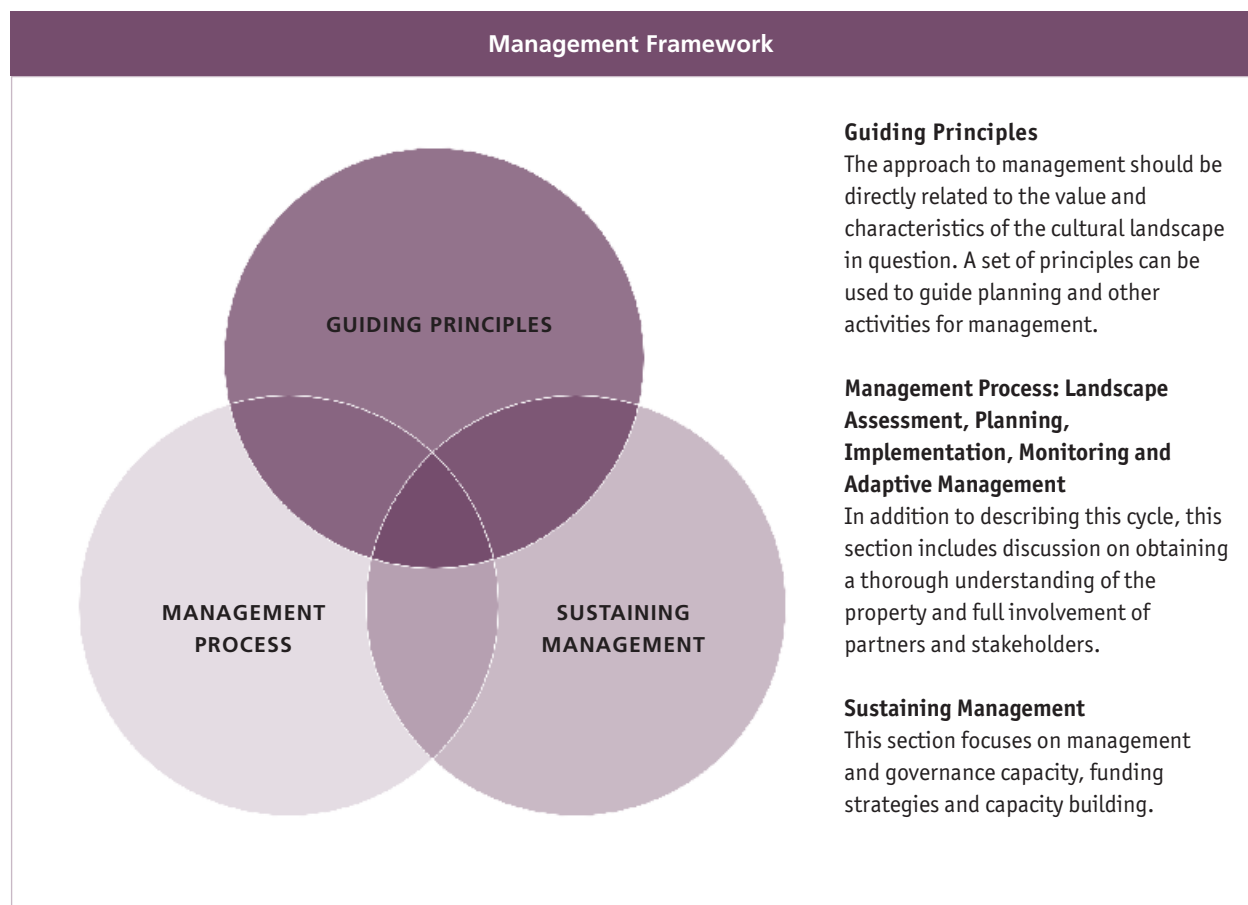 Management Framework
GUIDING PRINCIPLES
MANAGEMENT
PROCESS
SUSTAINING
MANAGEMENT
Guiding Principles
The approach to management should be
directly related to the value and
characteristics of the cultural landscape
in question. A set of principles can be
used to guide planning and other
activities for management.
Management Process: Landscape
Assessment, Planning,
Implementation, Monitoring and
Adaptive Management
In addition to describing this cycle, this
section includes discussion on obtaining
a thorough understanding of the
property and full involvement of
partners and stakeholders.
Sustaining Management
This section focuses on management
and governance capacity, funding
strategies and capacity building.